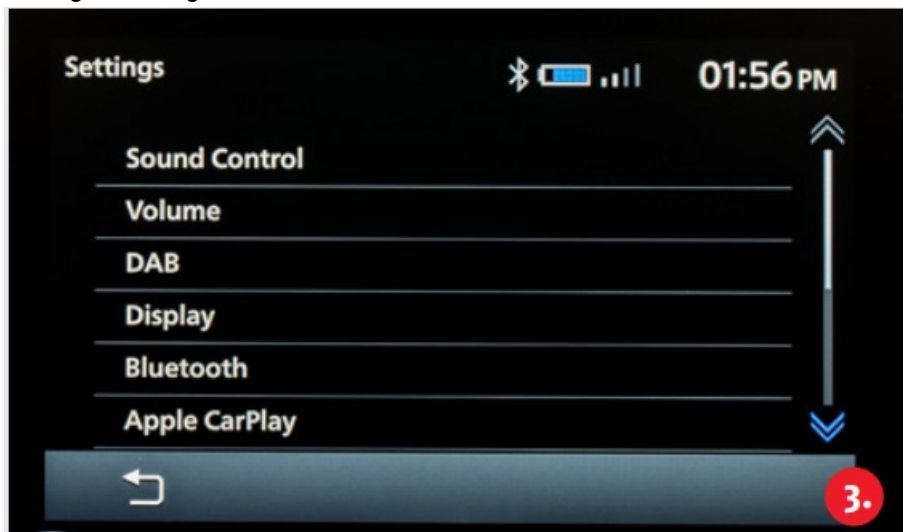 Settings
01:56 PM
Sound Control
Volume
DAB
Display
Bluetooth
Apple CarPlay
3.